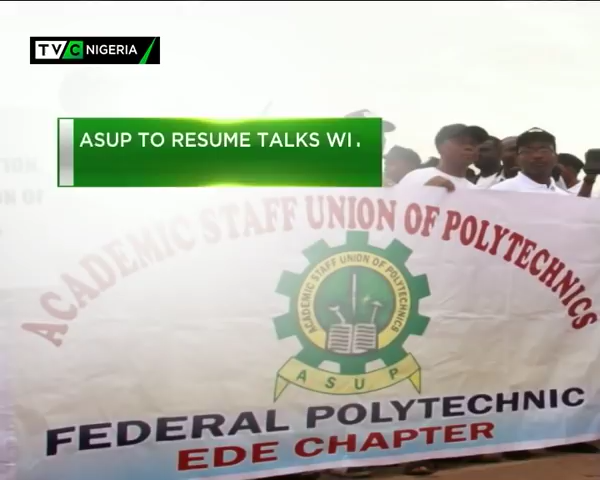 TVC NIGERIA
ASUP TO RESUME TALKS
ACADEMIC STAFF UNION OF POLYTECHNICS
ACADEMIC STAFF UNION OF POLYTECHNICS
ASUP
FEDERAL POLYTECHNIC
EDE CHAPTER